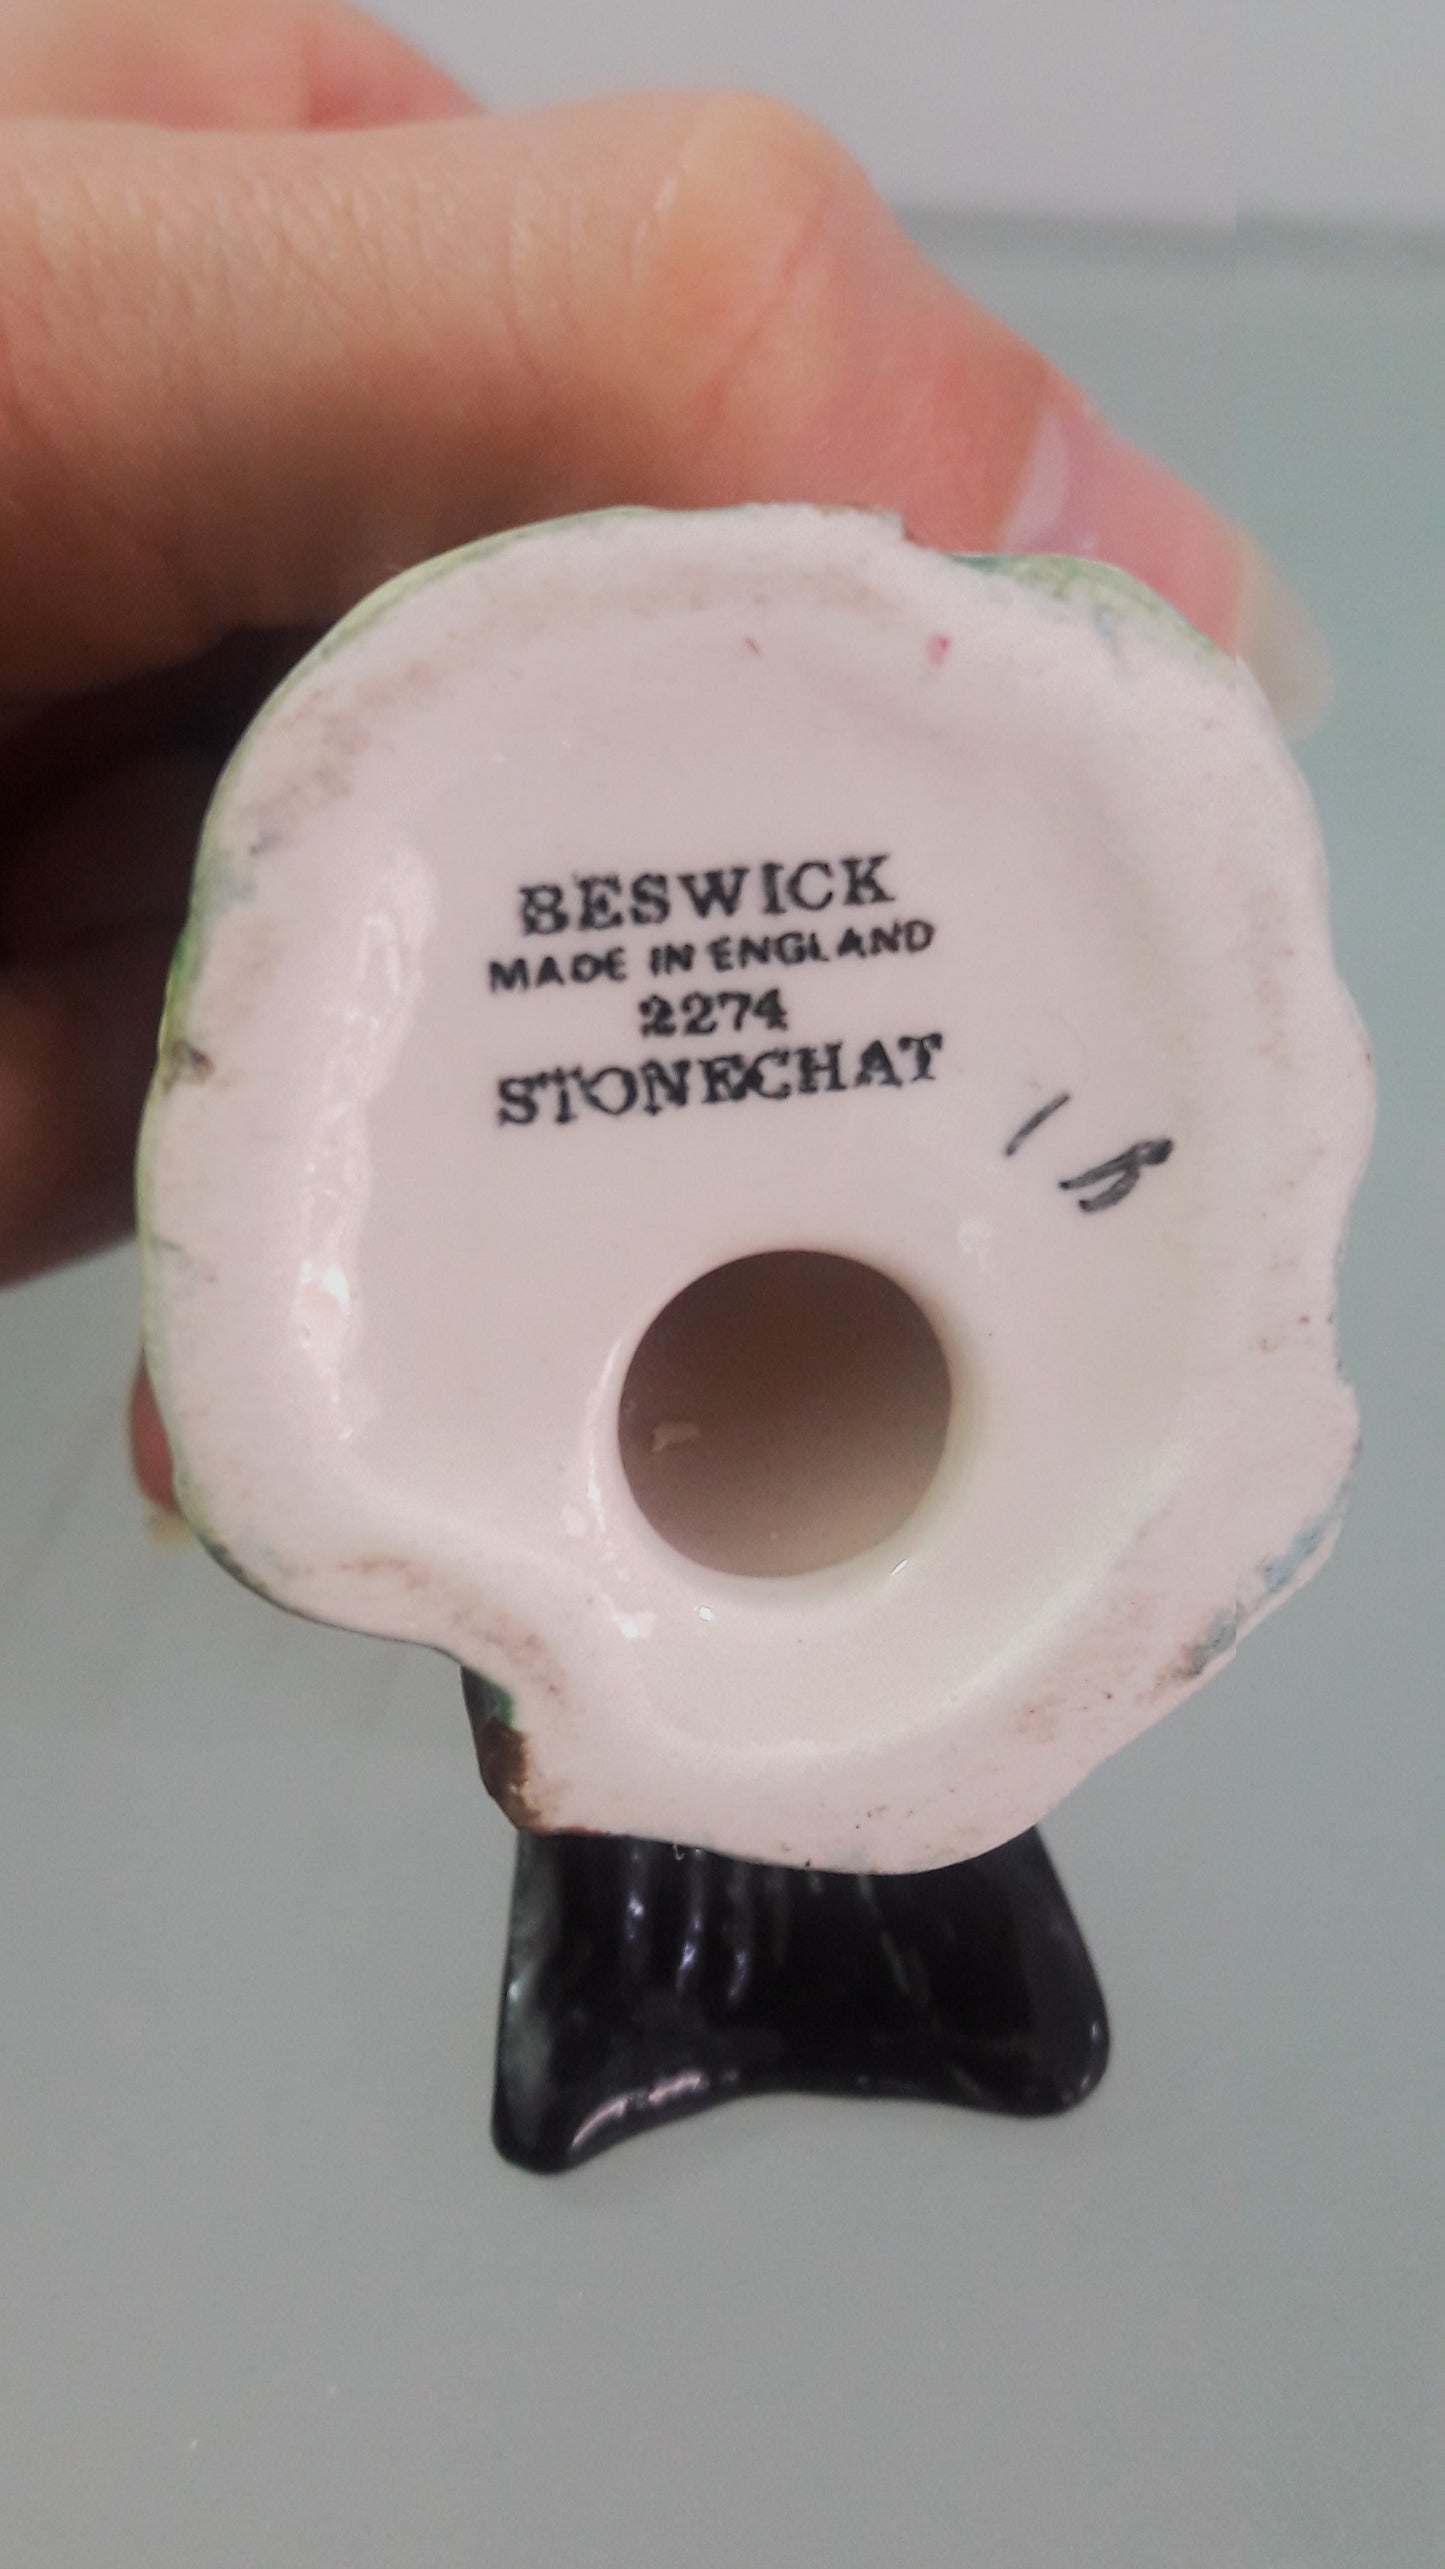 BESWICK
MADE IN ENGLAND
2274
STONECHAT